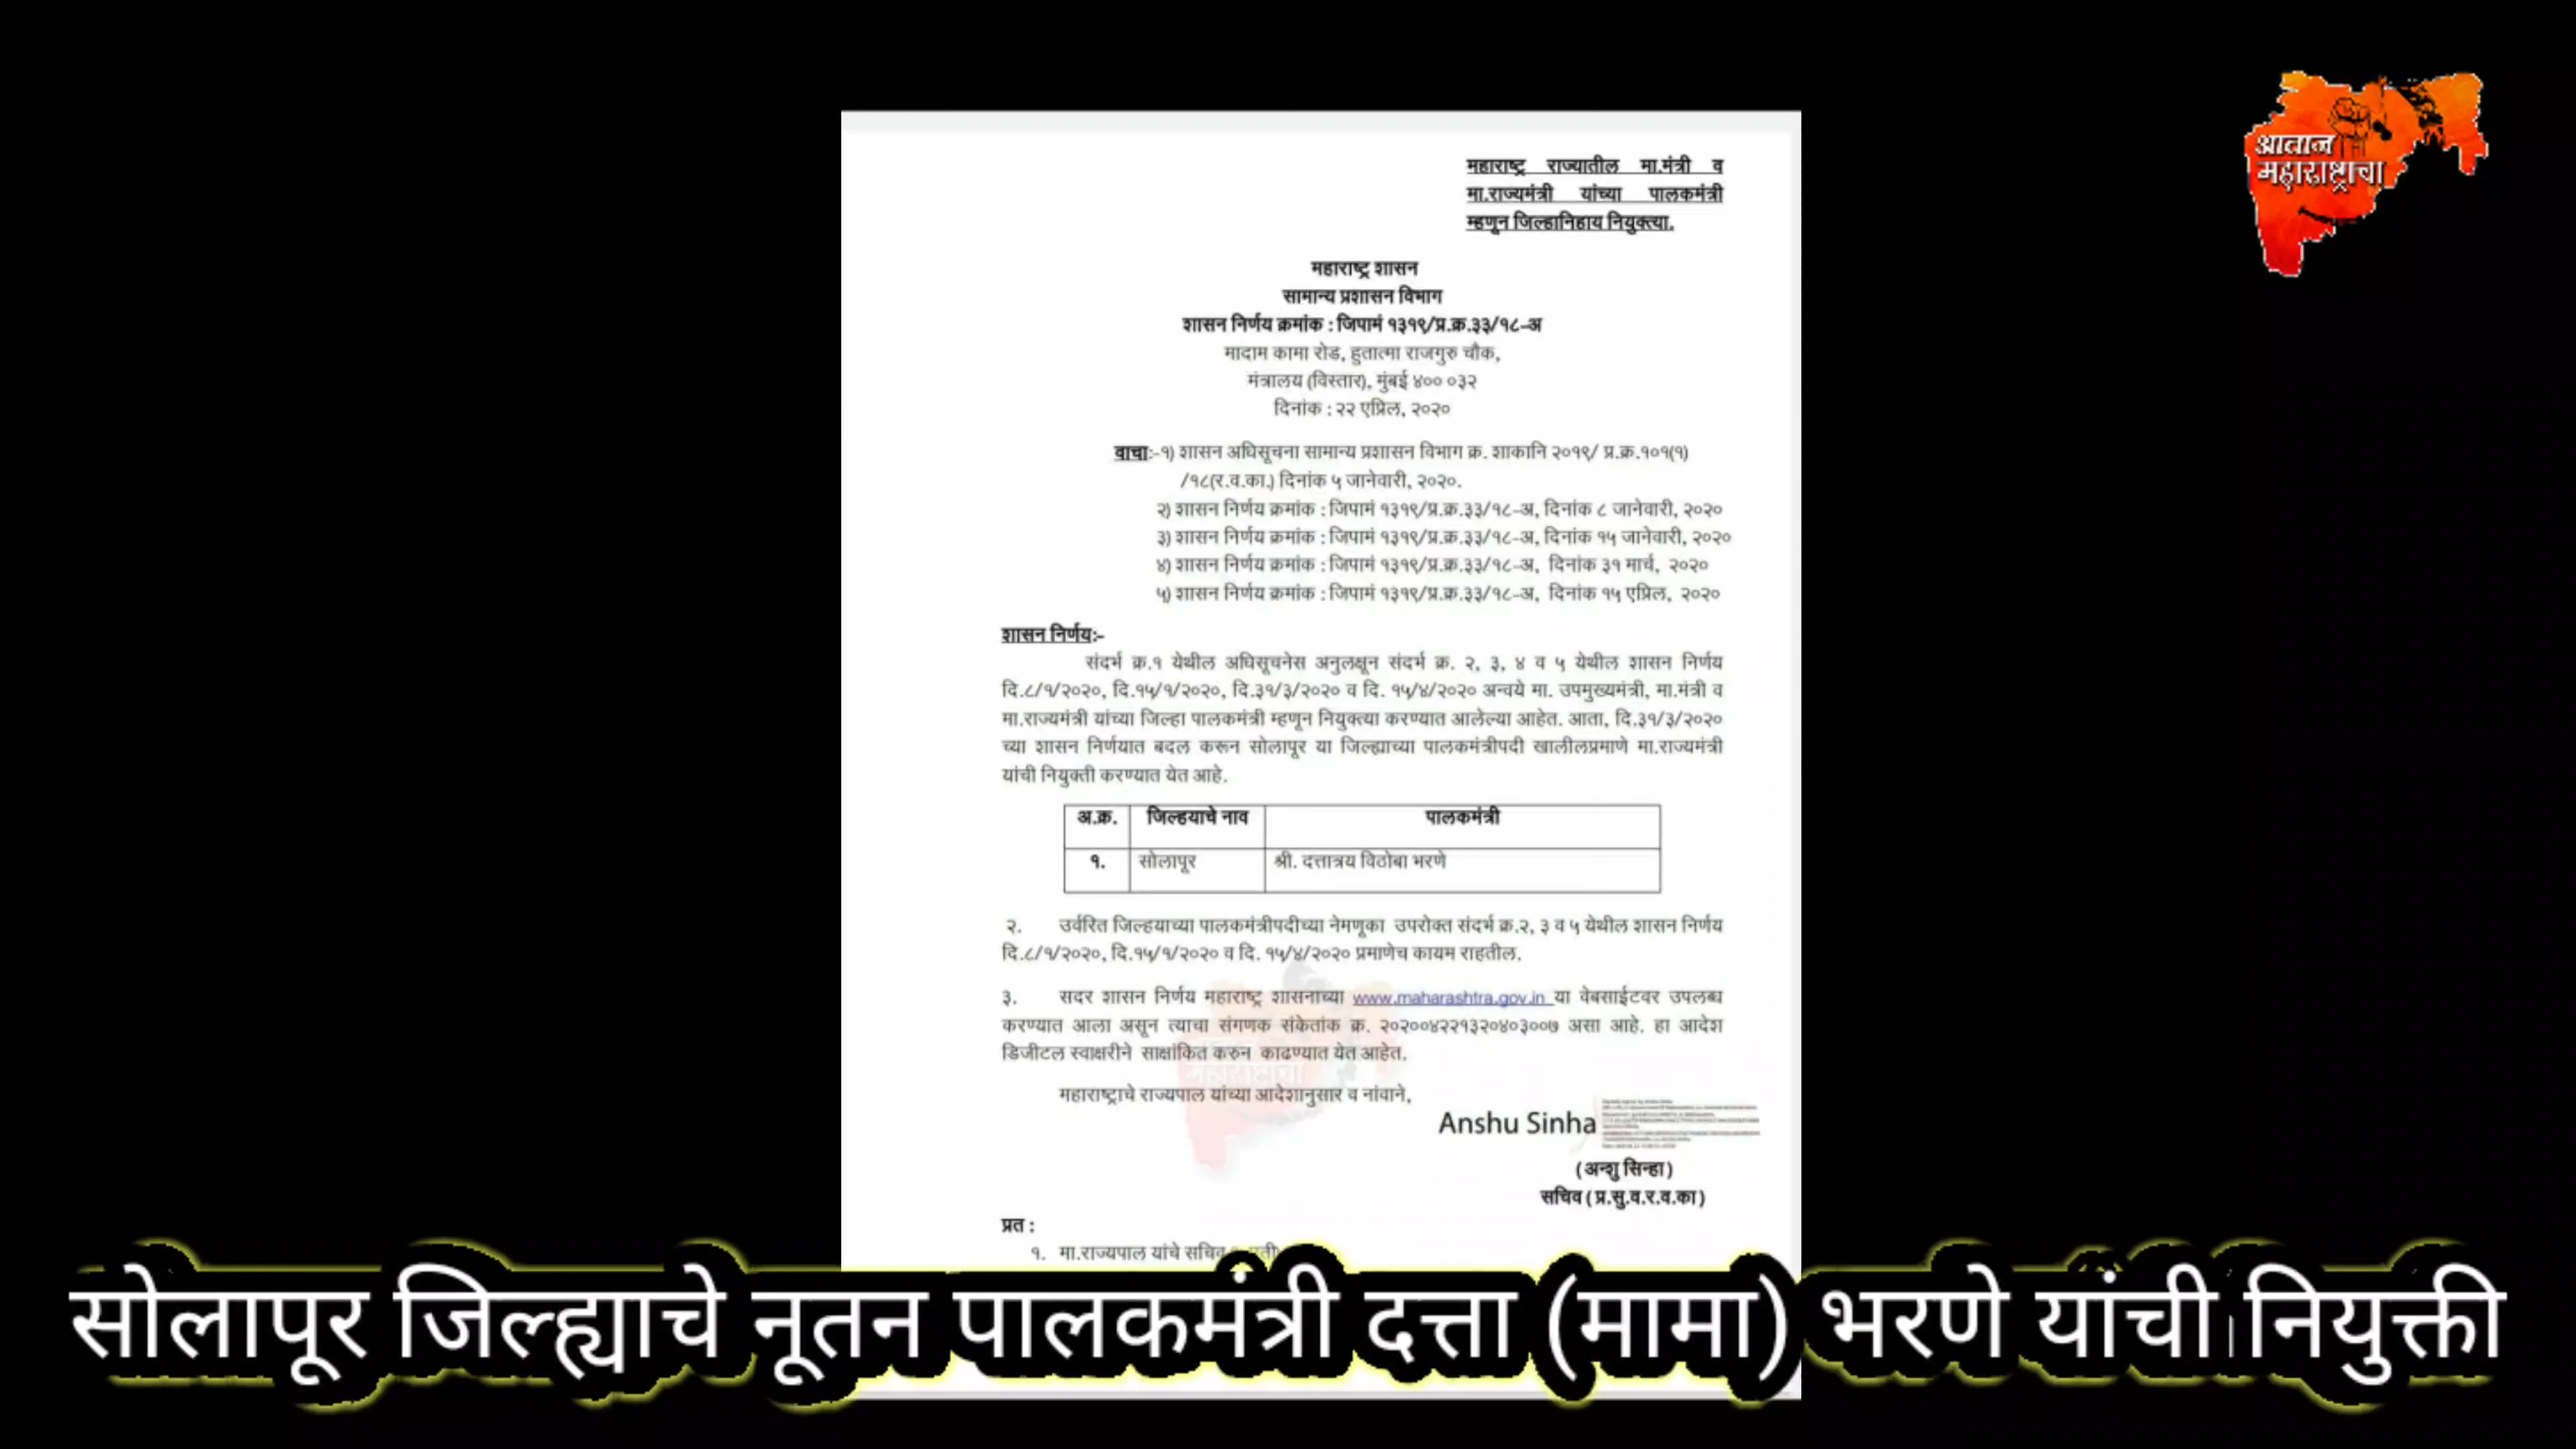 आवाज
महाराष्ट्राचा
महाराष्ट्र राज्यातील मा.मंत्री व
मा.राज्यमंत्री यांच्या पालकमंत्री
म्हणून जिल्हानिहाय नियुक्त्या.
महाराष्ट्र शासन
सामान्य प्रशासन विभाग
शासन निर्णय क्रमांक : जिपामं १३१९/प्र.क्र.३३/१८-अ
मादाम कामा रोड, हुतात्मा राजगुरु चौक,
मंत्रालय (विस्तार), मुंबई ४०० ०३२
दिनांक : २२ एप्रिल, २०२०
वाचा:-१) शासन अधिसूचना सामान्य प्रशासन विभाग क्र. शाकानि २०१९/ प्र.क्र.१०१(१)
/१८(र.व.का.) दिनांक ५ जानेवारी, २०२०.
२) शासन निर्णय क्रमांक : जिपामं १३१९/प्र.क्र.३३/१८-अ, दिनांक ८ जानेवारी, २०२०
३) शासन निर्णय क्रमांक : जिपामं १३१९/प्र.क्र.३३/१८-अ, दिनांक १५ जानेवारी, २०२०
४) शासन निर्णय क्रमांक : जिपामं १३१९/प्र.क्र.३३/१८-अ, दिनांक ३१ मार्च, २०२०
५) शासन निर्णय क्रमांक : जिपामं १३१९/प्र.क्र.३३/१८-अ, दिनांक १५ एप्रिल, २०२०
शासन निर्णय:-
संदर्भ क्र.१ येथील अधिसूचनेस अनुलक्षून संदर्भ क्र. २, ३, ४ व ५ येथील शासन निर्णय
दि.८/१/२०२०, दि.१५/१/२०२०, दि.३१/३/२०२० व दि. १५/४/२०२० अन्वये मा. उपमुख्यमंत्री, मा.मंत्री व
मा.राज्यमंत्री यांच्या जिल्हा पालकमंत्री म्हणून नियुक्त्या करण्यात आलेल्या आहेत. आता, दि.३१/३/२०२०
च्या शासन निर्णयात बदल करून सोलापूर या जिल्ह्याच्या पालकमंत्रीपदी खालीलप्रमाणे मा.राज्यमंत्री
यांची नियुक्ती करण्यात येत आहे.
अ.क्र. जिल्हयाचे नाव पालकमंत्री
१. सोलापूर श्री. दत्तात्रय विठोबा भरणे
२. उर्वरित जिल्हयाच्या पालकमंत्रीपदीच्या नेमणूका उपरोक्त संदर्भ क्र.२, ३ व ५ येथील शासन निर्णय
दि.८/१/२०२०, दि.१५/१/२०२० व दि. १५/४/२०२० प्रमाणेच कायम राहतील.
३. सदर शासन निर्णय महाराष्ट्र शासनाच्या www.maharashtra.gov.in या वेबसाईटवर उपलब्ध
करण्यात आला असून त्याचा संगणक संकेतांक क्र. २०२००४२२१३२०४०३००७ असा आहे. हा आदेश
डिजीटल स्वाक्षरीने साक्षांकित करुन काढण्यात येत आहेत.
महाराष्ट्राचे राज्यपाल यांच्या आदेशानुसार व नांवाने,
Anshu Sinha
(अन्शु सिन्हा)
सचिव ( प्र.सु.व.र.व.का )
प्रत :
१. मा.राज्यपाल यांचे सचिव
सोलापूर जिल्ह्याचे नूतन पालकमंत्री दत्ता (मामा) भरणे यांची नियुक्ती